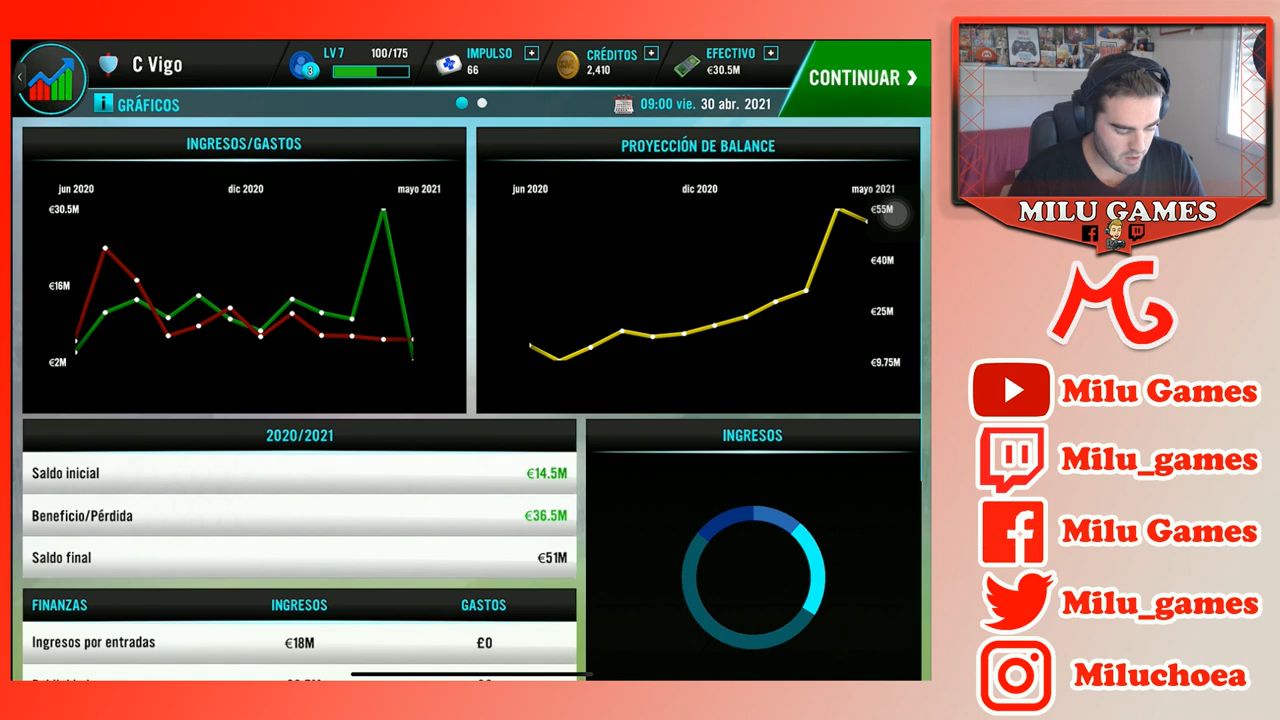 C Vigo
3
LV 7
100/175
IMPULSO
66
CRÉDITOS
2,410
EFECTIVO
€30.5M
CONTINUAR
GRÁFICOS
09:00 vie. 30 abr. 2021
INGRESOS/GASTOS
jun 2020 dic 2020 mayo 2021
€30.5M
€16M
€2M
PROYECCIÓN DE BALANCE
jun 2020 dic 2020 mayo 2021
€55M
€40M
€25M
€9.75M
2020/2021
Saldo inicial €14.5M
Beneficio/Pérdida €36.5M
Saldo final €51M
FINANZAS INGRESOS GASTOS
Ingresos por entradas €18M £0
INGRESOS
MILU GAMES
MG
Milu Games
Milu_games
Milu Games
Milu_games
Miluchoea